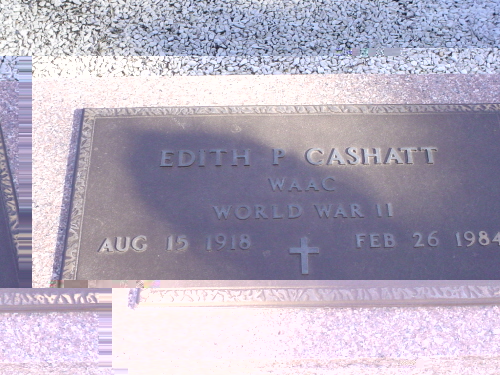 EDITH P CASHATT
WAAC
WORLD WAR II
AUG 15 1918 FEB 26 1984